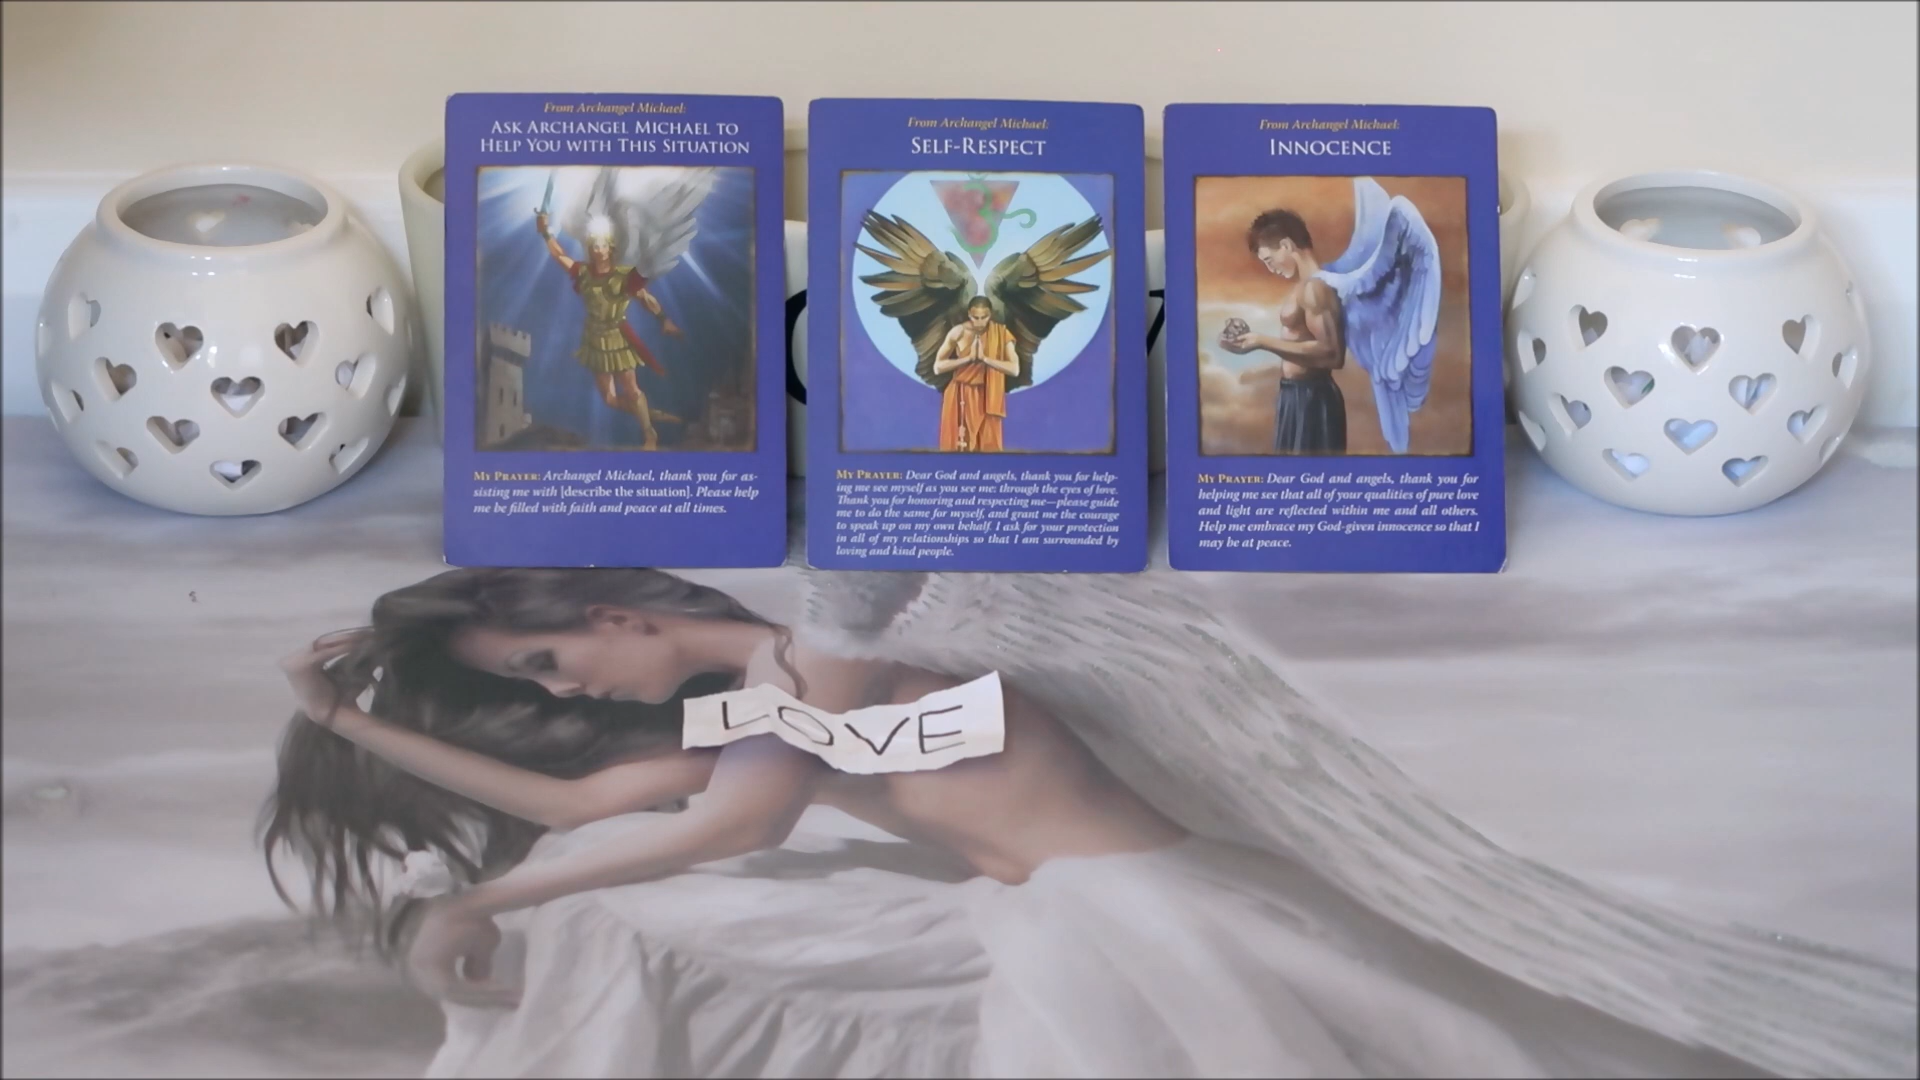 From Archangel Michael:
ASK ARCHANGEL MICHAEL TO
HELP YOU WITH THIS SITUATION
MY PRAYER: Archangel Michael, thank you for as-
sisting me with [describe the situation]. Please help
me be filled with faith and peace at all times.
From Archangel Michael:
SELF-RESPECT
MY PRAYER: Dear God and angels, thank you for help-
ing me see myself as you see me: through the eyes of love.
Thank you for honoring and respecting me—please guide
me to do the same for myself, and grant me the courage
to speak up on my own behalf. I ask for your protection
in all of my relationships so that I am surrounded by
loving and kind people.
From Archangel Michael:
INNOCENCE
MY PRAYER: Dear God and angels, thank you for
helping me see that all of your qualities of pure love
and light are reflected within me and all others.
Help me embrace my God-given innocence so that I
may be at peace.
LOVE